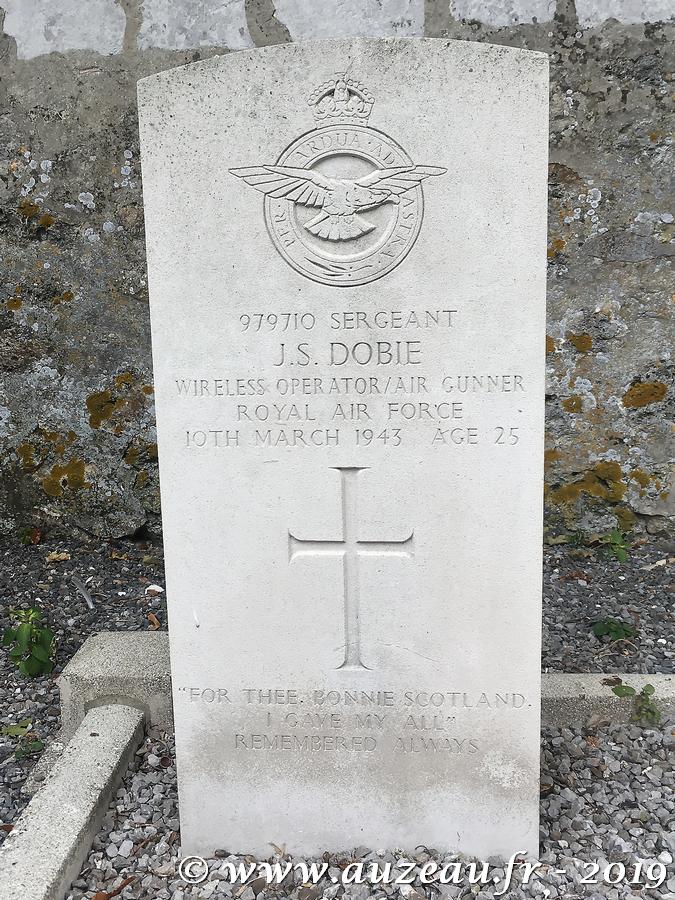 PER ARDUA · AD ASTRA
979710 SERGEANT
J.S. DOBIE
WIRELESS OPERATOR/AIR GUNNER
ROYAL AIR FORCE
10TH MARCH 1943 AGE 25
"FOR THEE. BONNIE SCOTLAND.
I GAVE MY ALL"
REMEMBERED ALWAYS
© www.auzeau.fr - 2019